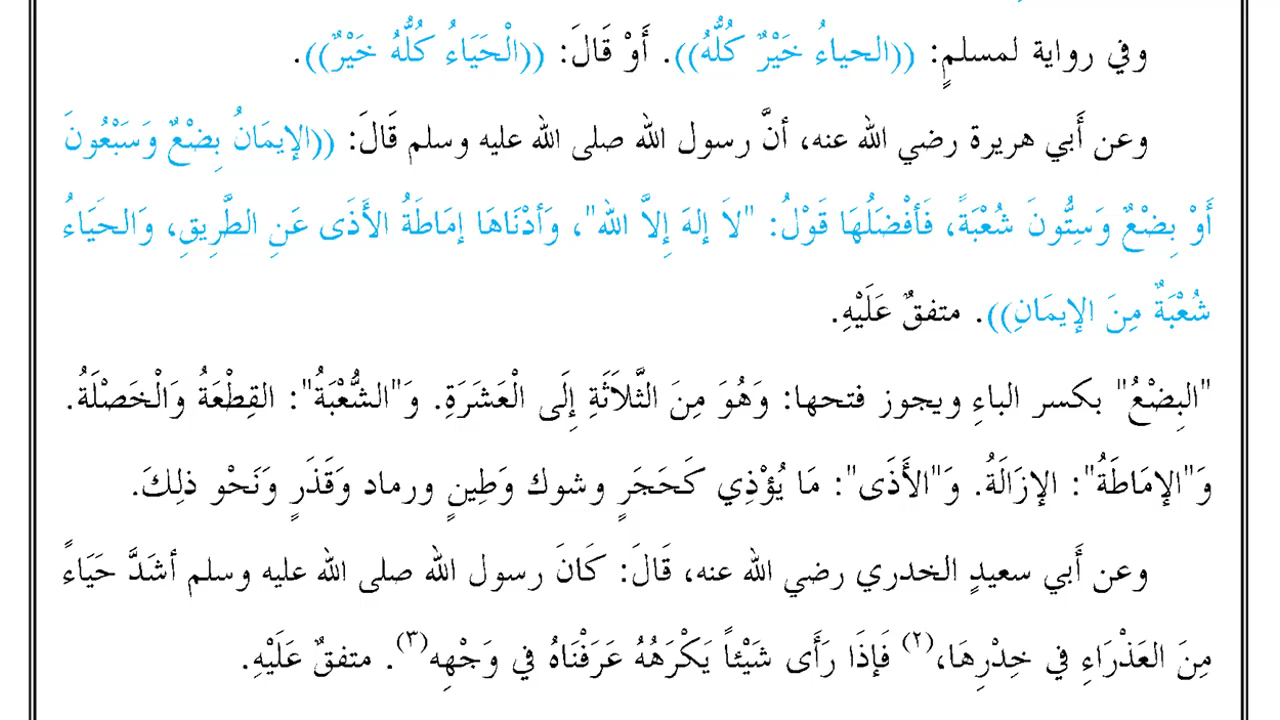 وفي رواية لمسلمٍ: ((الحياءُ خَيْرٌ كُلُّهُ)). أَوْ قَالَ: ((الْحَيَاءُ كُلُّهُ خَيْرٌ)).
وعن أَبي هريرة رضي الله عنه، أنَّ رسول الله صلى الله عليه وسلم قَالَ: ((الإيمَانُ بِضْعٌ وَسَبْعُونَ
أَوْ بِضْعٌ وَسِتُّونَ شُعْبَةً، فَأفْضَلُهَا قَوْلُ: "لاَ إلهَ إِلاَّ الله"، وَأدْنَاهَا إمَاطَةُ الأَذَى عَنِ الطَّرِيقِ، وَالحَيَاءُ
شُعْبَةٌ مِنَ الإيمَانِ)). متفقٌ عَلَيْهِ.
"البِضْعُ" بكسر الباءِ ويجوز فتحها: وَهُوَ مِنَ الثَّلاَثَةِ إِلَى الْعَشَرَةِ. وَ"الشُّعْبَةُ": القِطْعَةُ وَالْخَصْلَةُ.
وَ"الإمَاطَةُ": الإزَالَةُ. وَ"الأَذَى": مَا يُؤْذِي كَحَجَرٍ وشوك وَطِينٍ ورماد وَقَذَرٍ وَنَحْو ذلِكَ.
وعن أَبي سعيدٍ الخدري رضي الله عنه، قَالَ: كَانَ رسول الله صلى الله عليه وسلم أشَدَّ حَيَاءً
مِنَ العَذْرَاءِ في خِدْرِهَا،(٢) فَإذَا رَأَى شَيْئاً يَكْرَهُهُ عَرَفْنَاهُ في وَجْهِه(٣). متفقٌ عَلَيْهِ.